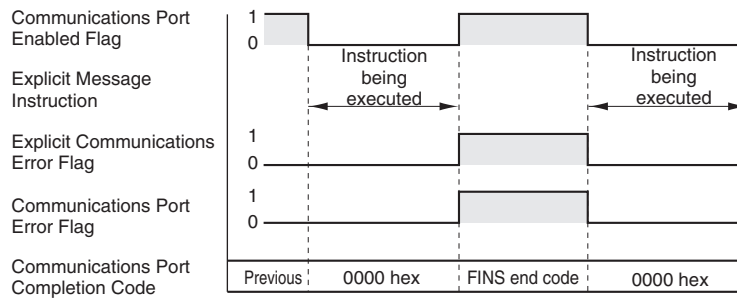 Communications Port
Enabled Flag
1
0
Instruction
being
executed
Instruction
being
executed
Explicit Message
Instruction
Explicit Communications
Error Flag
1
0
Communications Port
Error Flag
1
0
Communications Port
Completion Code
Previous
0000 hex
FINS end code
0000 hex